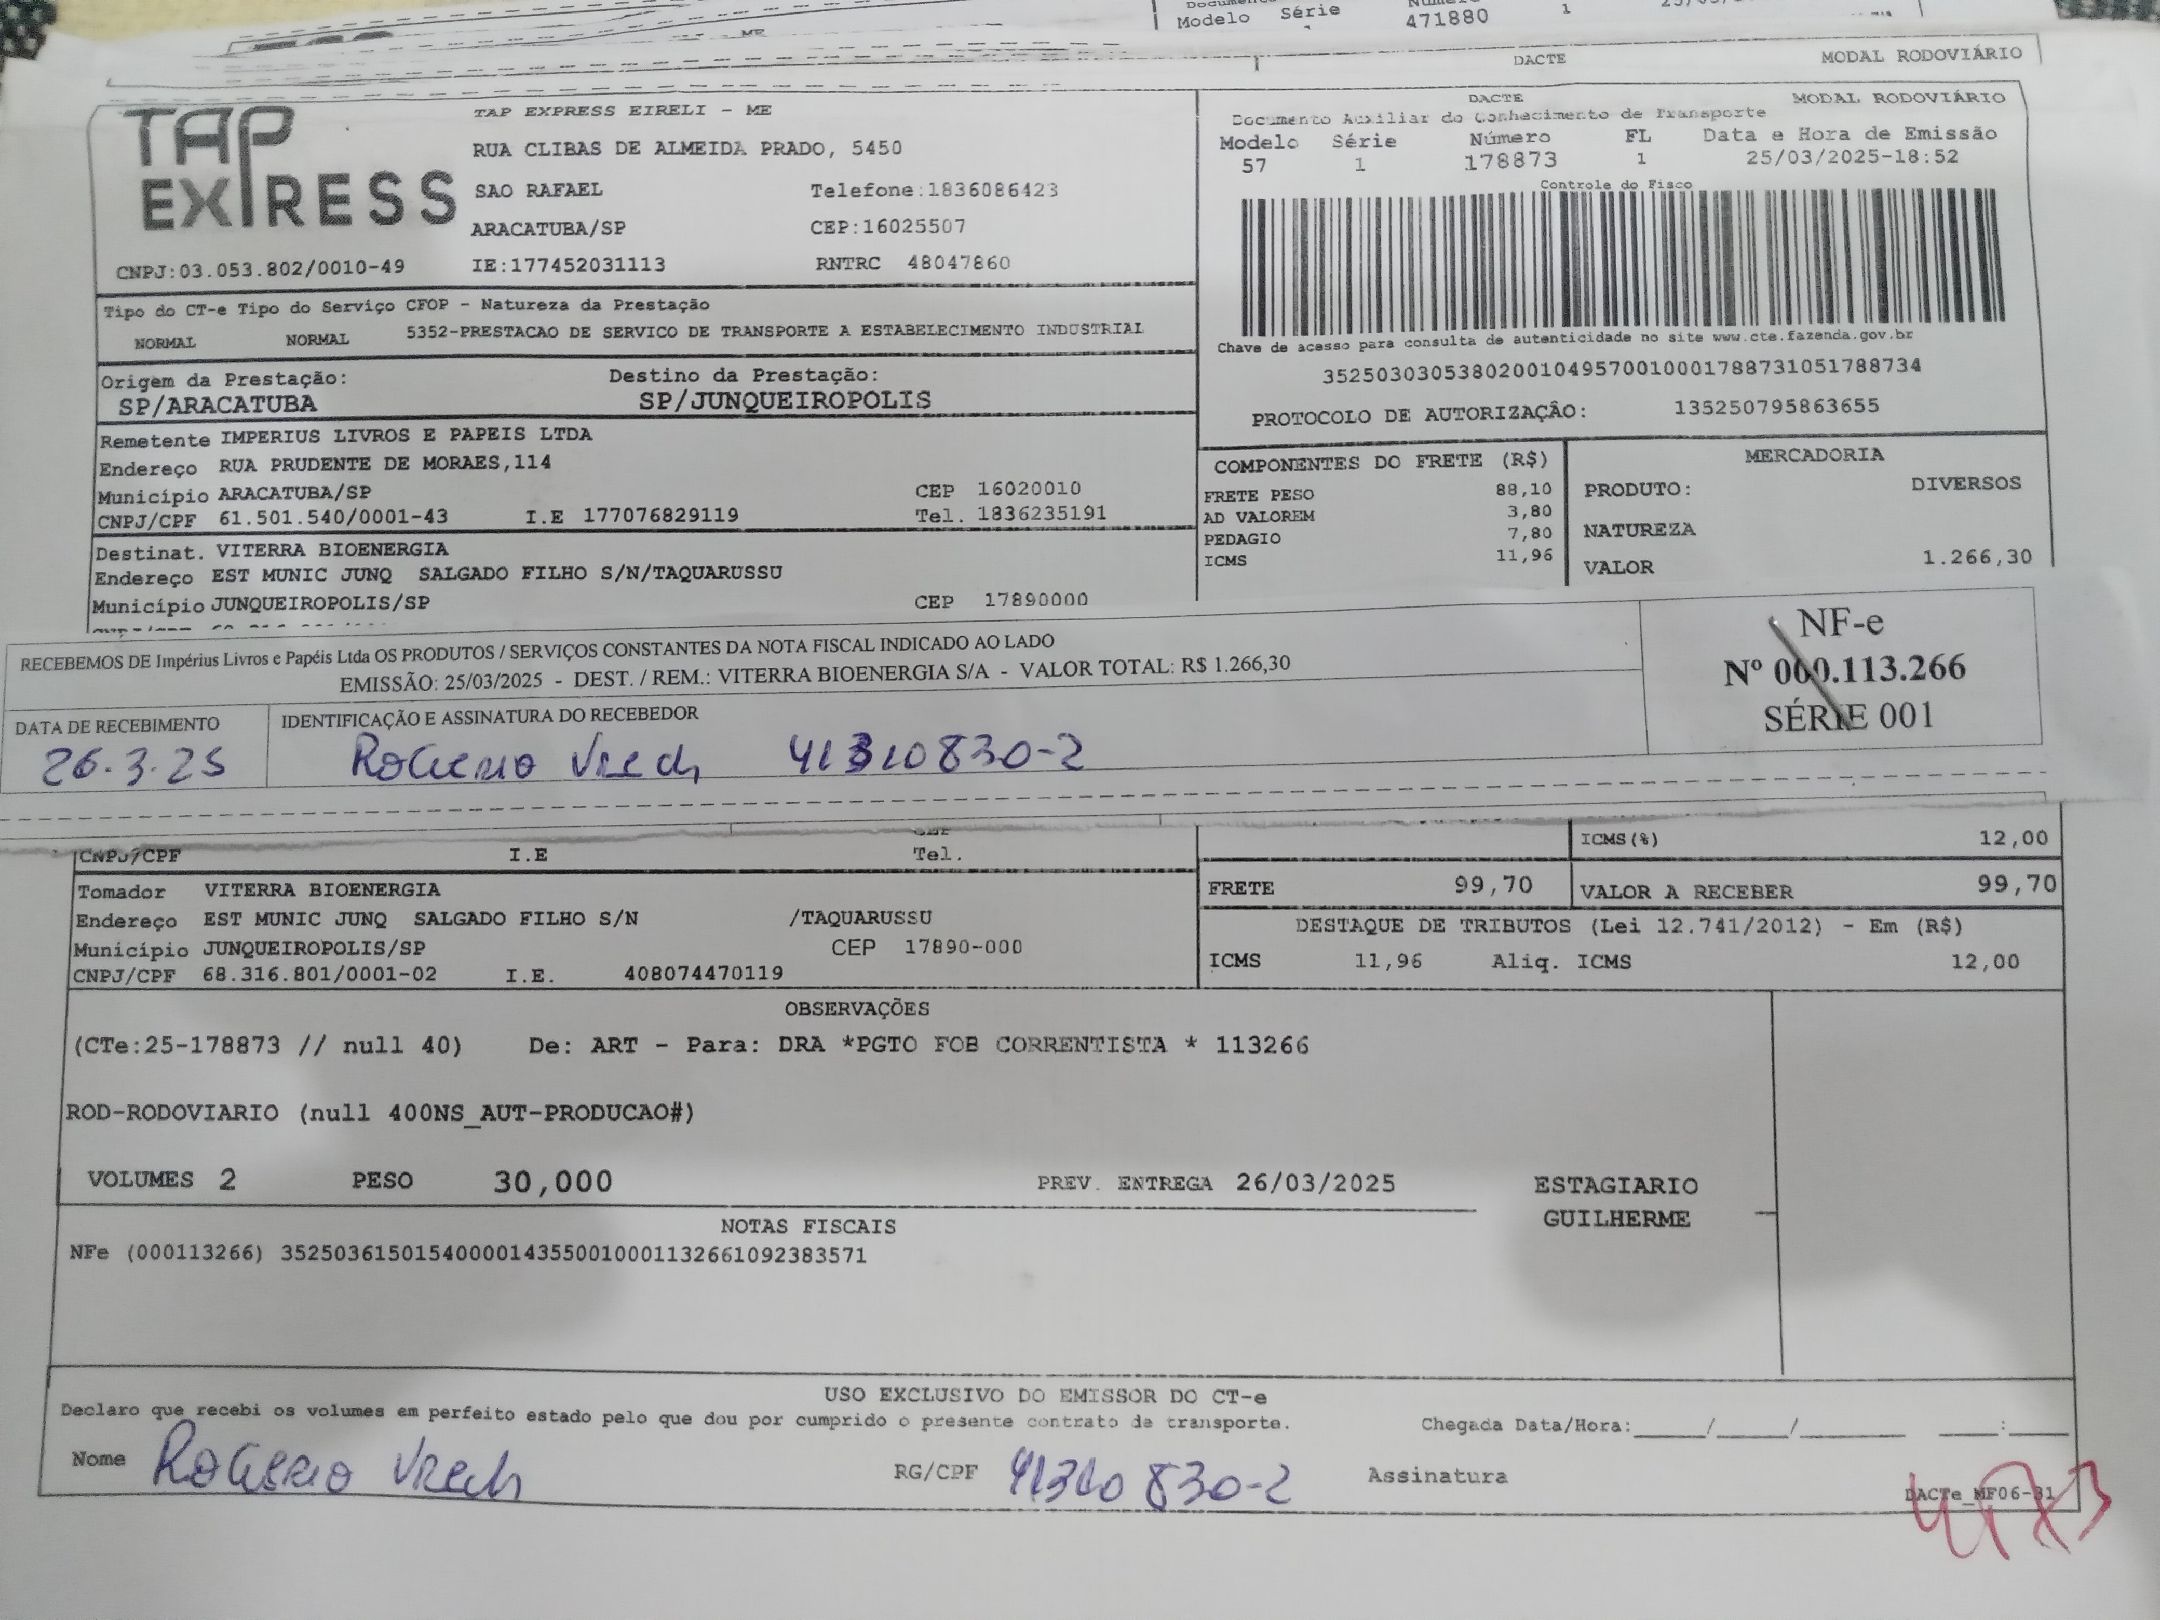 Modelo Série 471880 1
DACTE MODAL RODOVIÁRIO
TAP EXPRESS
TAP EXPRESS EIRELI - ME
RUA CLIBAS DE ALMEIDA PRADO, 5450
SAO RAFAEL Telefone:1836086423
ARACATUBA/SP CEP:16025507
CNPJ:03.053.802/0010-49 IE:177452031113 RNTRC 48047860
DACTE MODAL RODOVIÁRIO
Documento Auxiliar do Conhecimento de Transporte
Modelo Série Número FL Data e Hora de Emissão
57 1 178873 1 25/03/2025-18:52
Controle do Fisco
Chave de acesso para consulta de autenticidade no site www.cte.fazenda.gov.br
35250303053802001049570010001788731051788734
PROTOCOLO DE AUTORIZAÇÃO: 135250795863655
Tipo do CT-e Tipo do Serviço CFOP - Natureza da Prestação
NORMAL NORMAL 5352-PRESTACAO DE SERVICO DE TRANSPORTE A ESTABELECIMENTO INDUSTRIAL
Origem da Prestação: Destino da Prestação:
SP/ARACATUBA SP/JUNQUEIROPOLIS
Remetente IMPERIUS LIVROS E PAPEIS LTDA
Endereço RUA PRUDENTE DE MORAES,114
Município ARACATUBA/SP CEP 16020010
CNPJ/CPF 61.501.540/0001-43 I.E 177076829119 Tel. 1836235191
Destinat. VITERRA BIOENERGIA
Endereço EST MUNIC JUNQ SALGADO FILHO S/N/TAQUARUSSU
Município JUNQUEIROPOLIS/SP CEP 17890000
COMPONENTES DO FRETE (R$)
FRETE PESO 88,10
AD VALOREM 3,80
PEDAGIO 7,80
ICMS 11,96
MERCADORIA
PRODUTO: DIVERSOS
NATUREZA
VALOR 1.266,30
RECEBEMOS DE Impérius Livros e Papéis Ltda OS PRODUTOS / SERVIÇOS CONSTANTES DA NOTA FISCAL INDICADO AO LADO
EMISSÃO: 25/03/2025 - DEST. / REM.: VITERRA BIOENERGIA S/A - VALOR TOTAL: R$ 1.266,30
DATA DE RECEBIMENTO IDENTIFICAÇÃO E ASSINATURA DO RECEBEDOR
26.3.25 Rogerio Vrech 41310830-2
NF-e
Nº 000.113.266
SÉRIE 001
CNPJ/CPF I.E Tel.
ICMS(%) 12,00
Tomador VITERRA BIOENERGIA
Endereço EST MUNIC JUNQ SALGADO FILHO S/N /TAQUARUSSU
Município JUNQUEIROPOLIS/SP CEP 17890-000
CNPJ/CPF 68.316.801/0001-02 I.E. 408074470119
FRETE 99,70 VALOR A RECEBER 99,70
DESTAQUE DE TRIBUTOS (Lei 12.741/2012) - Em (R$)
ICMS 11,96 Aliq. ICMS 12,00
OBSERVAÇÕES
(CTe:25-178873 // null 40) De: ART - Para: DRA *PGTO FOB CORRENTISTA * 113266
ROD-RODOVIARIO (null 400NS_AUT-PRODUCAO#)
VOLUMES 2 PESO 30,000 PREV. ENTREGA 26/03/2025
ESTAGIARIO
GUILHERME
NOTAS FISCAIS
NFe (000113266) 35250361501540000143550010001132661092383571
USO EXCLUSIVO DO EMISSOR DO CT-e
Declaro que recebi os volumes em perfeito estado pelo que dou por cumprido o presente contrato de transporte. Chegada Data/Hora:_____/_____/_______ ____:____
Nome Rogerio Vrech RG/CPF 41310830-2 Assinatura
DACTe_MF06-31